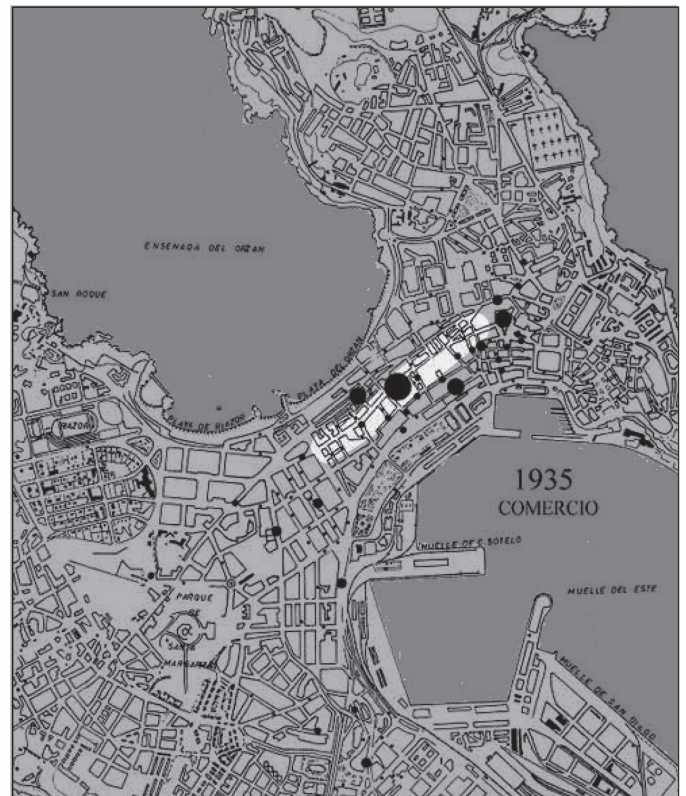 ENSENADA DEL ORZAN
SAN ROQUE
PLAYA DEL ORZAN
PLAYA DE RIAZOR
RIAZOR
1935
COMERCIO
MUELLE DE C. SOTELO
MUELLE DEL ESTE
PARQUE
DE
SANTA
MARGARITA
MUELLE DE SAN DIEGO